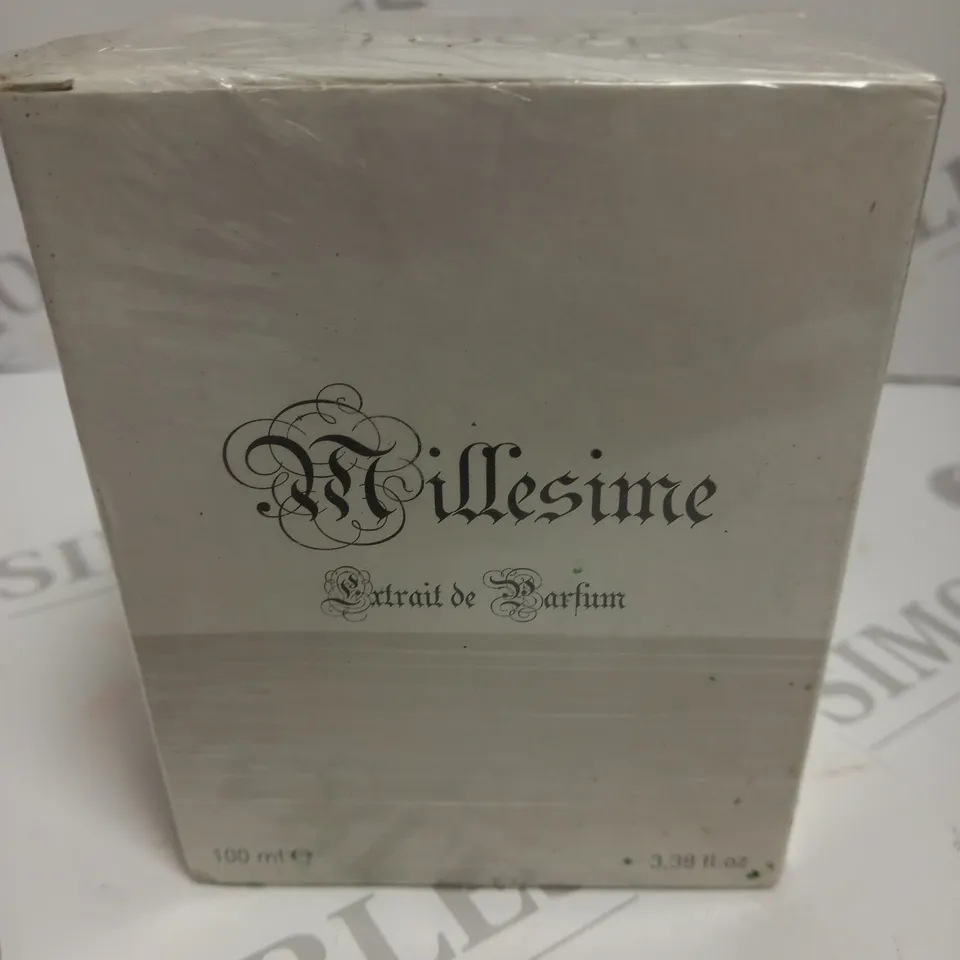 Millesime
Extrait de Parfum
100 ml ℮
3.38 fl.oz